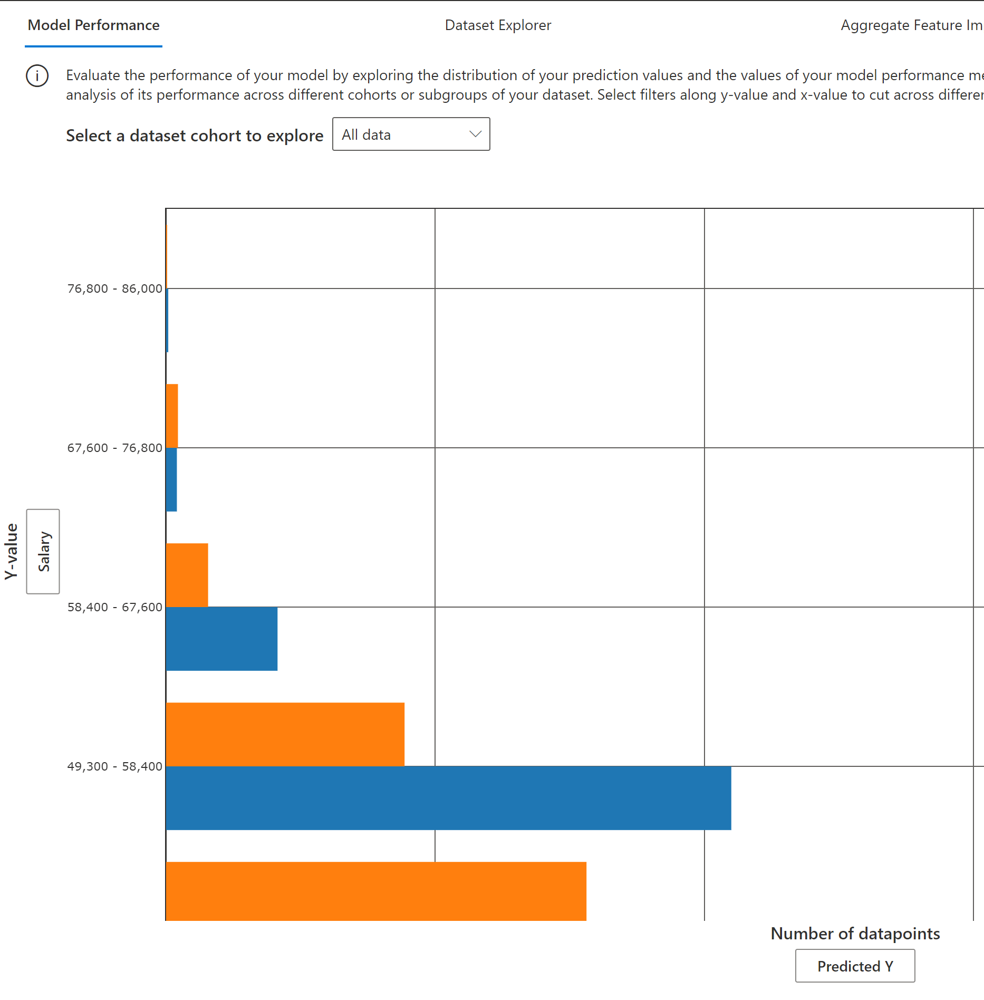 Model Performance
Dataset Explorer
Aggregate Feature Im
Evaluate the performance of your model by exploring the distribution of your prediction values and the values of your model performance me
analysis of its performance across different cohorts or subgroups of your dataset. Select filters along y-value and x-value to cut across differen
Select a dataset cohort to explore
All data
76,800 - 86,000
67,600 - 76,800
58,400 - 67,600
49,300 - 58,400
Y-value
Salary
Number of datapoints
Predicted Y